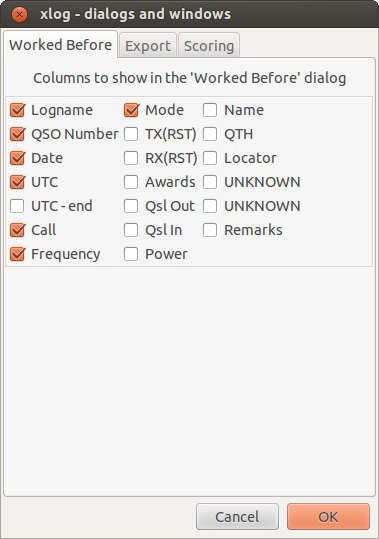 xlog - dialogs and windows
Worked Before Export Scoring
Columns to show in the 'Worked Before' dialog
Logname Mode Name
QSO Number TX(RST) QTH
Date RX(RST) Locator
UTC Awards UNKNOWN
UTC - end Qsl Out UNKNOWN
Call Qsl In Remarks
Frequency Power
Cancel OK